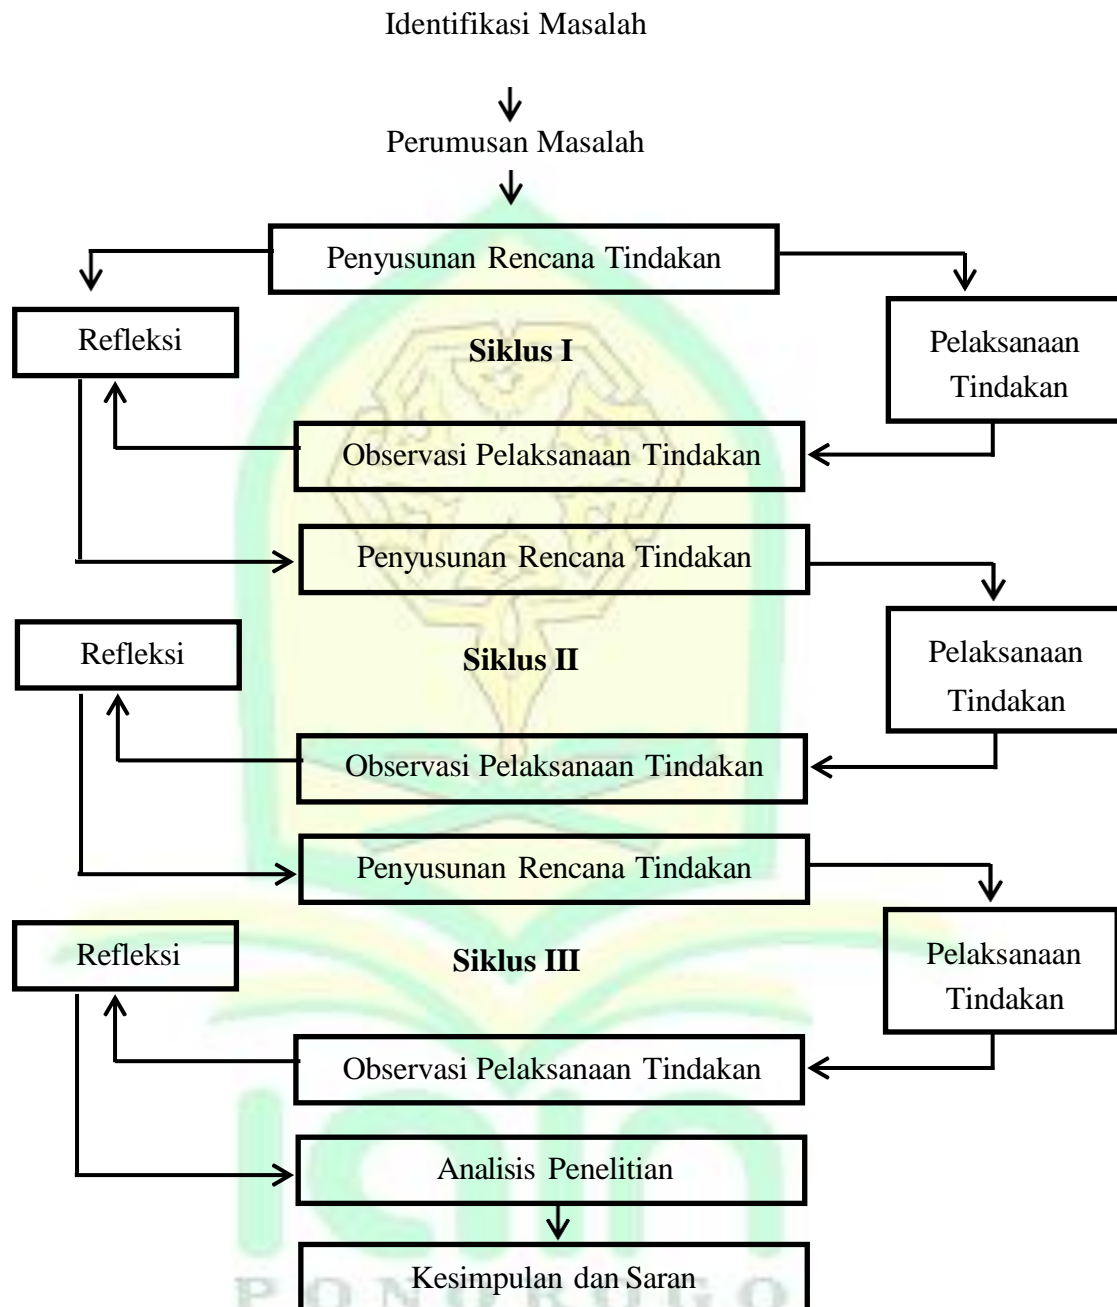 Identifikasi Masalah
Perumusan Masalah
Penyusunan Rencana Tindakan
Refleksi
Siklus I
Pelaksanaan
Tindakan
Observasi Pelaksanaan Tindakan
Penyusunan Rencana Tindakan
Refleksi
Siklus II
Pelaksanaan
Tindakan
Observasi Pelaksanaan Tindakan
Penyusunan Rencana Tindakan
Refleksi
Siklus III
Pelaksanaan
Tindakan
Observasi Pelaksanaan Tindakan
Analisis Penelitian
iain
Kesimpulan dan Saran
PONOROGO